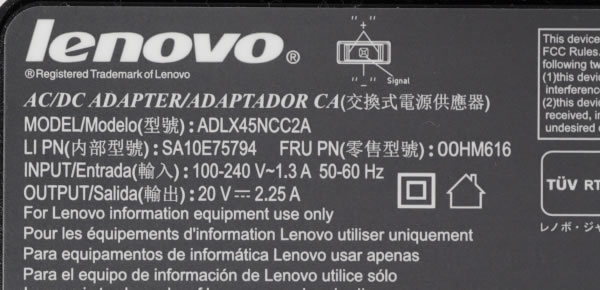 lenovo®
®Registered Trademark of Lenovo
"+" "−"
"−"
Signal
AC/DC ADAPTER/ADAPTADOR CA(交換式電源供應器)
MODEL/Modelo(型號) : ADLX45NCC2A
LI PN(內部型號) : SA10E75794 FRU PN(零售型號) : 00HM616
INPUT/Entrada(輸入) : 100-240 V~1.3 A 50-60 Hz
OUTPUT/Salida(輸出) : 20 V⎓2.25 A
For Lenovo information equipment use only
Pour les équipements d'information Lenovo utiliser uniquement
Para equipamentos de informática Lenovo usar apenas
Para el equipo de información de Lenovo utilice sólo
This device
FCC Rules.
following tw
(1)this devi
interference
(2)this devi
received, in
undesired o
TÜV RT
レノボ・ジャ